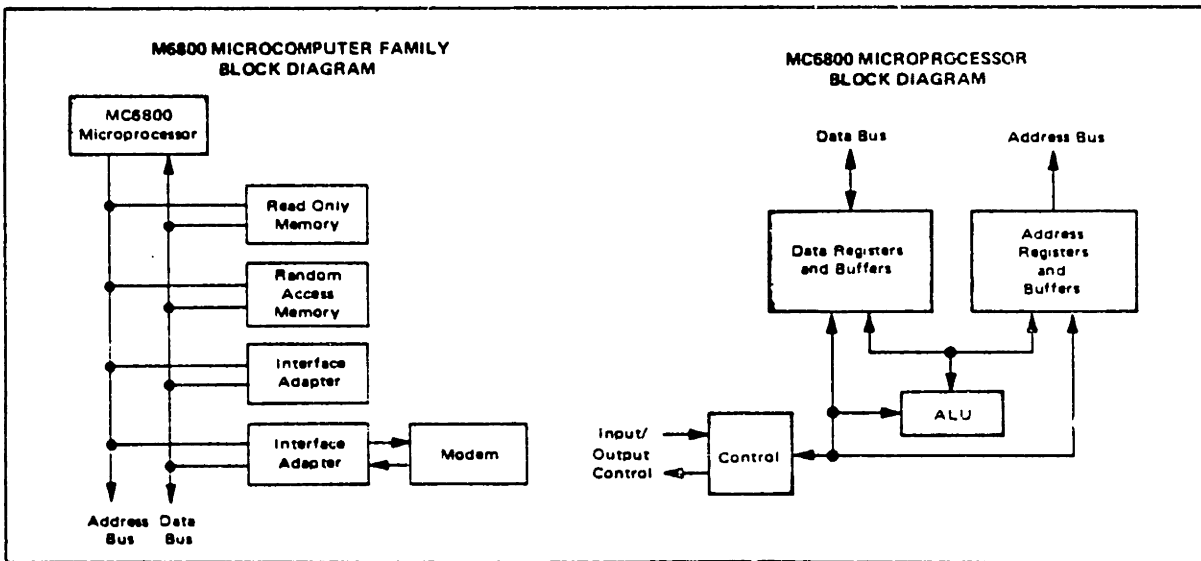 M6800 MICROCOMPUTER FAMILY
BLOCK DIAGRAM
MC6800
Microprocessor
Read Only
Memory
Random
Access
Memory
Interface
Adapter
Interface
Adapter
Modem
Address
Bus
Data
Bus
MC6800 MICROPROCESSOR
BLOCK DIAGRAM
Data Bus
Address Bus
Data Registers
and Buffers
Address
Registers
and
Buffers
ALU
Input/
Output
Control
Control